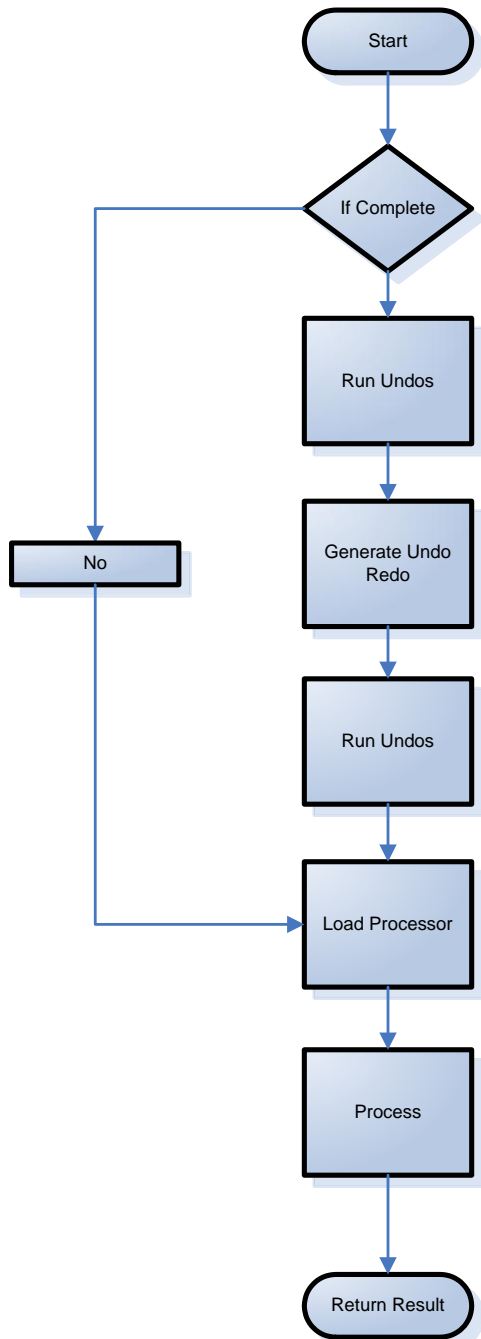 Start
If Complete
Run Undos
Generate Undo
Redo
No
Run Undos
Load Processor
Process
Return Result